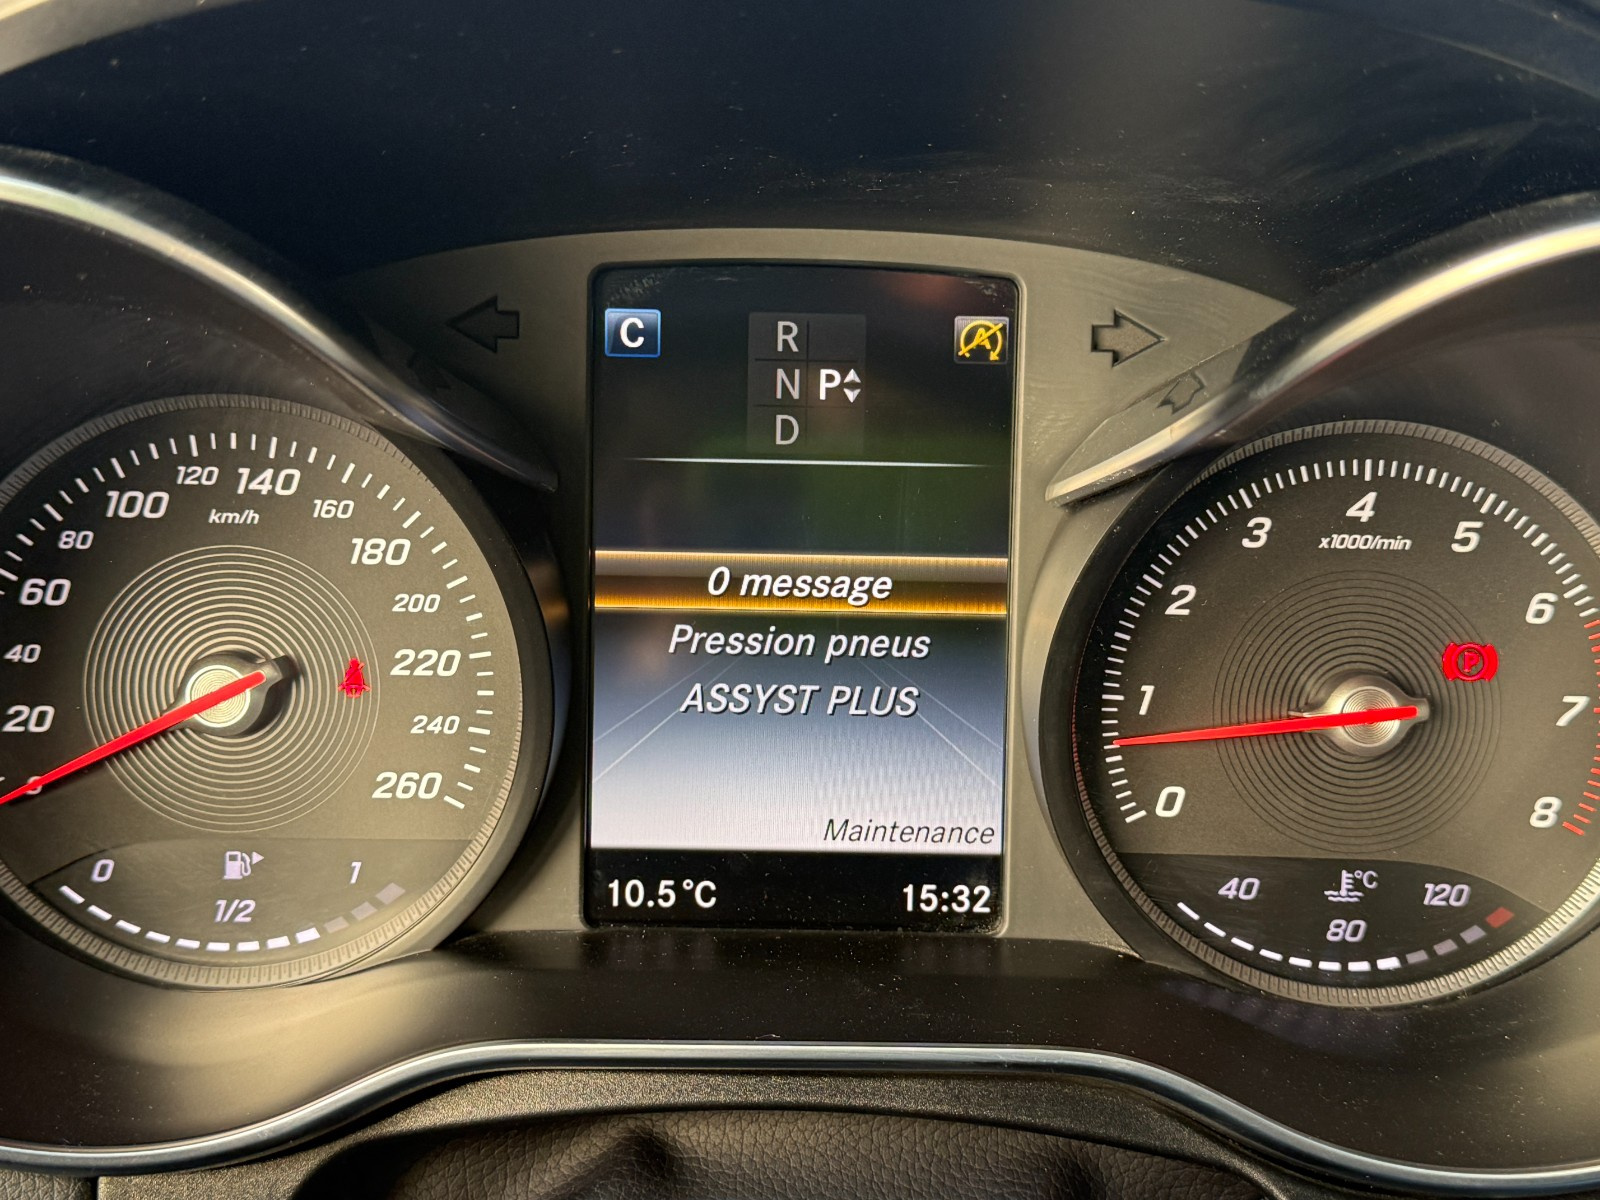 C
R
N P
D
A
0 message
Pression pneus
ASSYST PLUS
Maintenance
10.5°C 15:32
0
20
40
60
80
100
120
140
160
180
200
220
240
260
km/h
0 1/2 1
0
1
2
3
4
5
6
7
8
x1000/min
P
40 80 120
°C